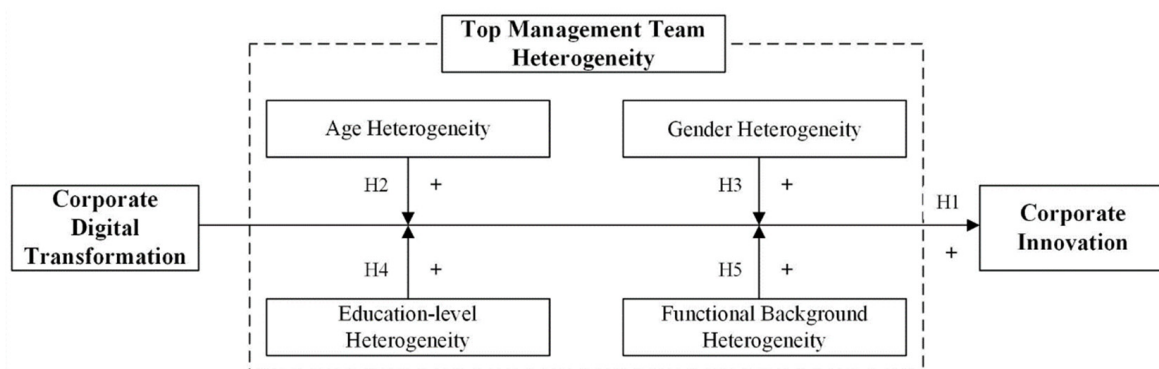 Top Management Team
Heterogeneity
Age Heterogeneity
Gender Heterogeneity
H2 +
H3 +
H1
+
Corporate
Digital
Transformation
Corporate
Innovation
H4 +
H5 +
Education-level
Heterogeneity
Functional Background
Heterogeneity